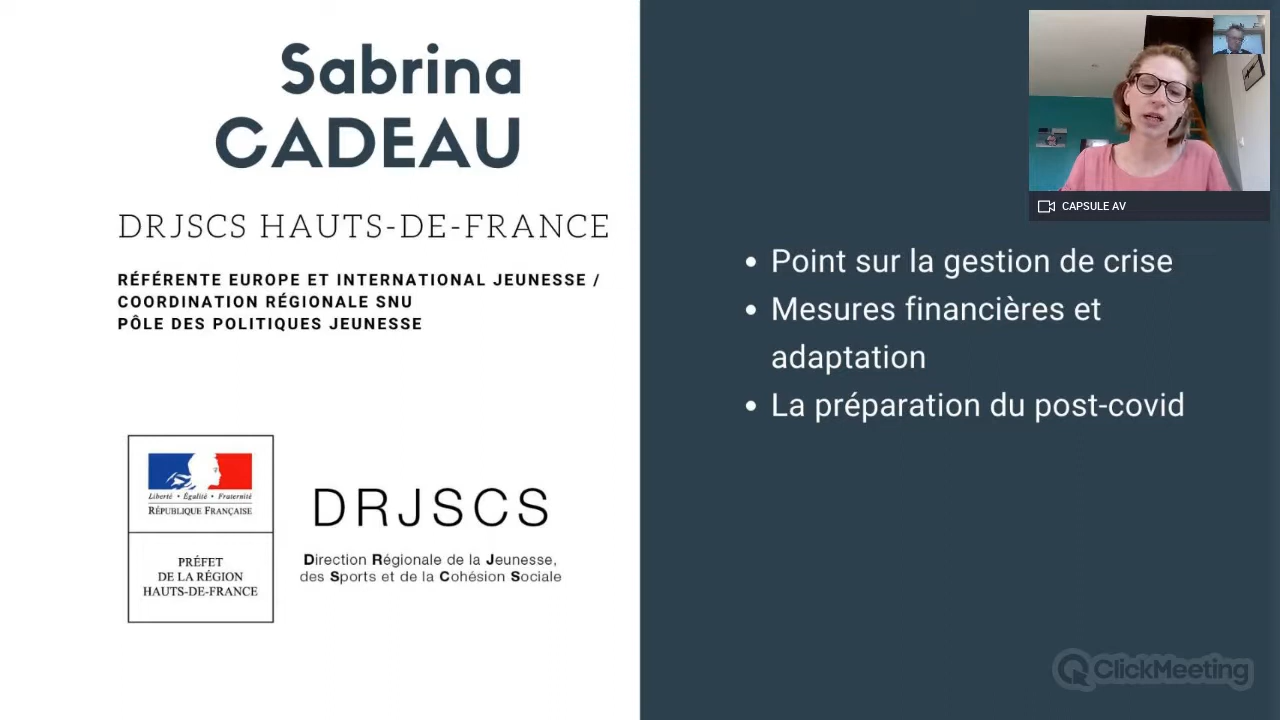 Sabrina
CADEAU
DRJSCS HAUTS-DE-FRANCE
RÉFÉRENTE EUROPE ET INTERNATIONAL JEUNESSE /
COORDINATION RÉGIONALE SNU
PÔLE DES POLITIQUES JEUNESSE
Liberté • Égalité • Fraternité
RÉPUBLIQUE FRANÇAISE
PRÉFET
DE LA RÉGION
HAUTS-DE-FRANCE
DRJSCS
Direction Régionale de la Jeunesse,
des Sports et de la Cohésion Sociale
CAPSULE AV
• Point sur la gestion de crise
• Mesures financières et
adaptation
• La préparation du post-covid
ClickMeeting